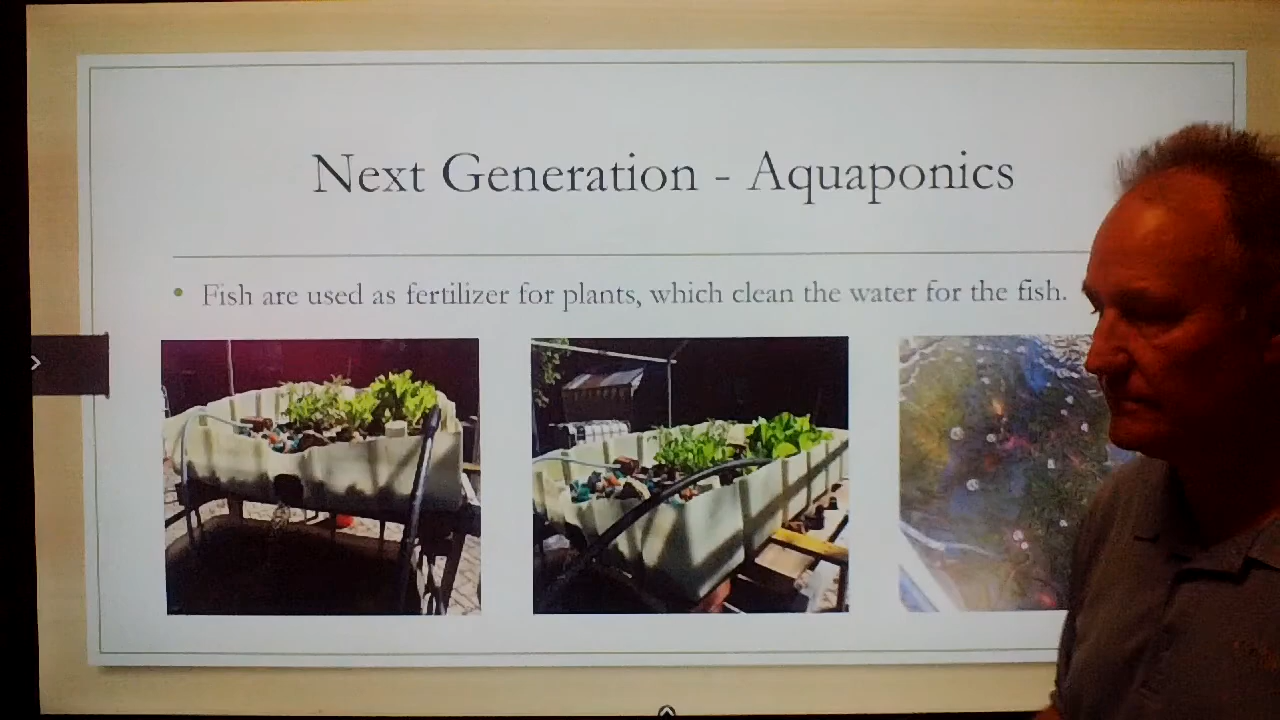 Next Generation - Aquaponics
• Fish are used as fertilizer for plants, which clean the water for the fish.